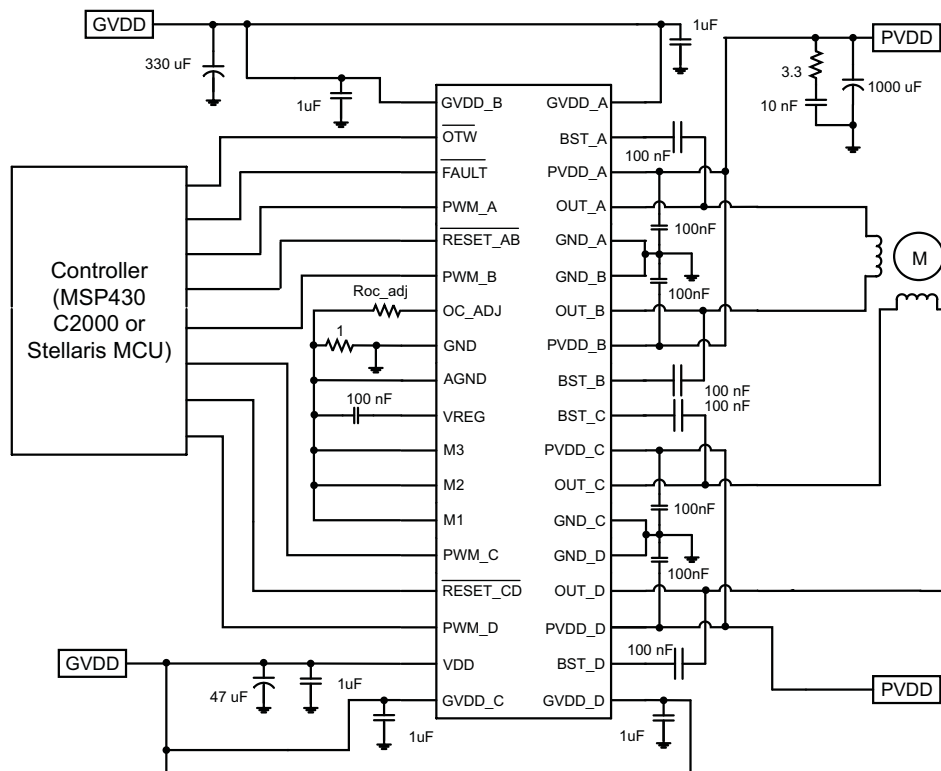 GVDD
1uF
PVDD
330 uF
1uF
3.3
10 nF
1000 uF
GVDD_B
GVDD_A
OTW
BST_A
100 nF
FAULT
PVDD_A
PWM_A
OUT_A
100nF
RESET_AB
GND_A
Controller
(MSP430
C2000 or
Stellaris MCU)
M
PWM_B
GND_B
100nF
Roc_adj
OC_ADJ
OUT_B
1
GND
PVDD_B
AGND
BST_B
100 nF
100 nF
VREG
BST_C
100 nF
M3
PVDD_C
M2
OUT_C
100nF
M1
GND_C
PWM_C
GND_D
100nF
RESET_CD
OUT_D
PWM_D
PVDD_D
100 nF
GVDD
VDD
BST_D
PVDD
47 uF
1uF
GVDD_C
GVDD_D
1uF
1uF